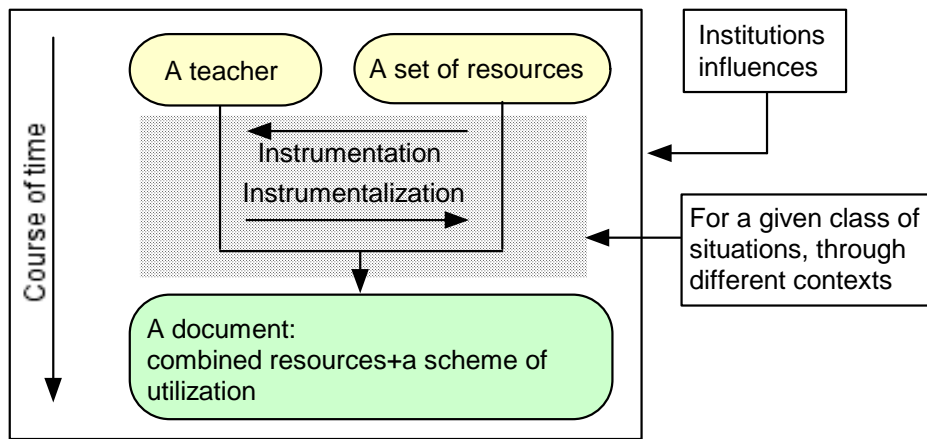 A teacher
A set of resources
Institutions
influences
Course of time
Instrumentation
Instrumentalization
For a given class of
situations, through
different contexts
A document:
combined resources+a scheme of
utilization